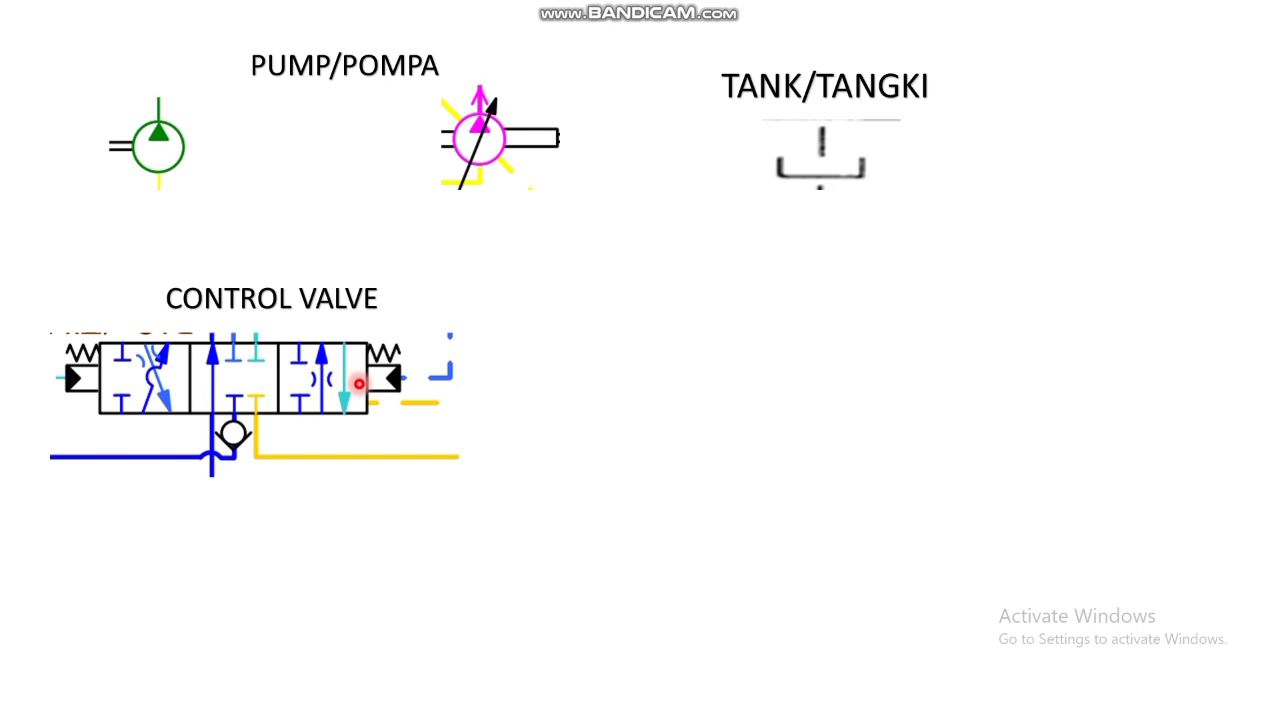 www.BANDICAM.com
PUMP/POMPA
TANK/TANGKI
CONTROL VALVE
Activate Windows
Go to Settings to activate Windows.